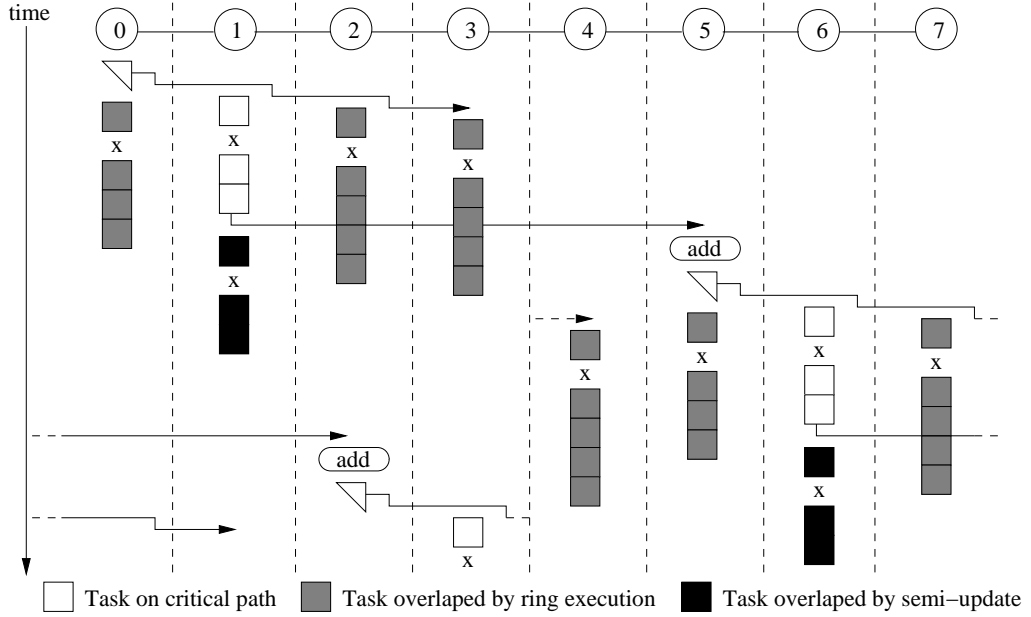 time
0 1 2 3 4 5 6 7
x x x x
add
x
x x x x
add
add
x
x
Task on critical path Task overlaped by ring execution Task overlaped by semi−update